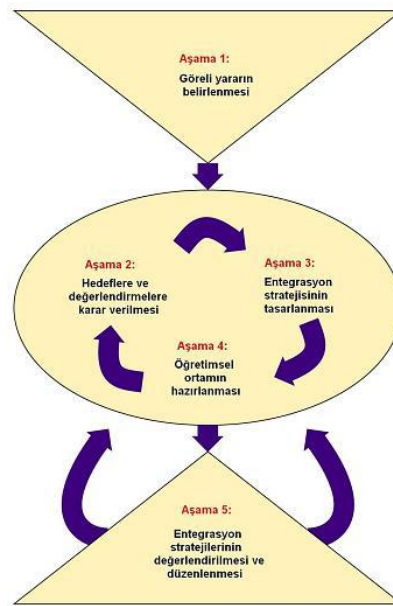 Aşama 1:
Göreli yararın
belirlenmesi
Aşama 2:
Hedeflere ve
değerlendirmelere
karar verilmesi
Aşama 3:
Entegrasyon
stratejisinin
tasarlanması
Aşama 4:
Öğretimsel
ortamın
hazırlanması
Aşama 5:
Entegrasyon
stratejilerinin
değerlendirilmesi ve
düzenlenmesi